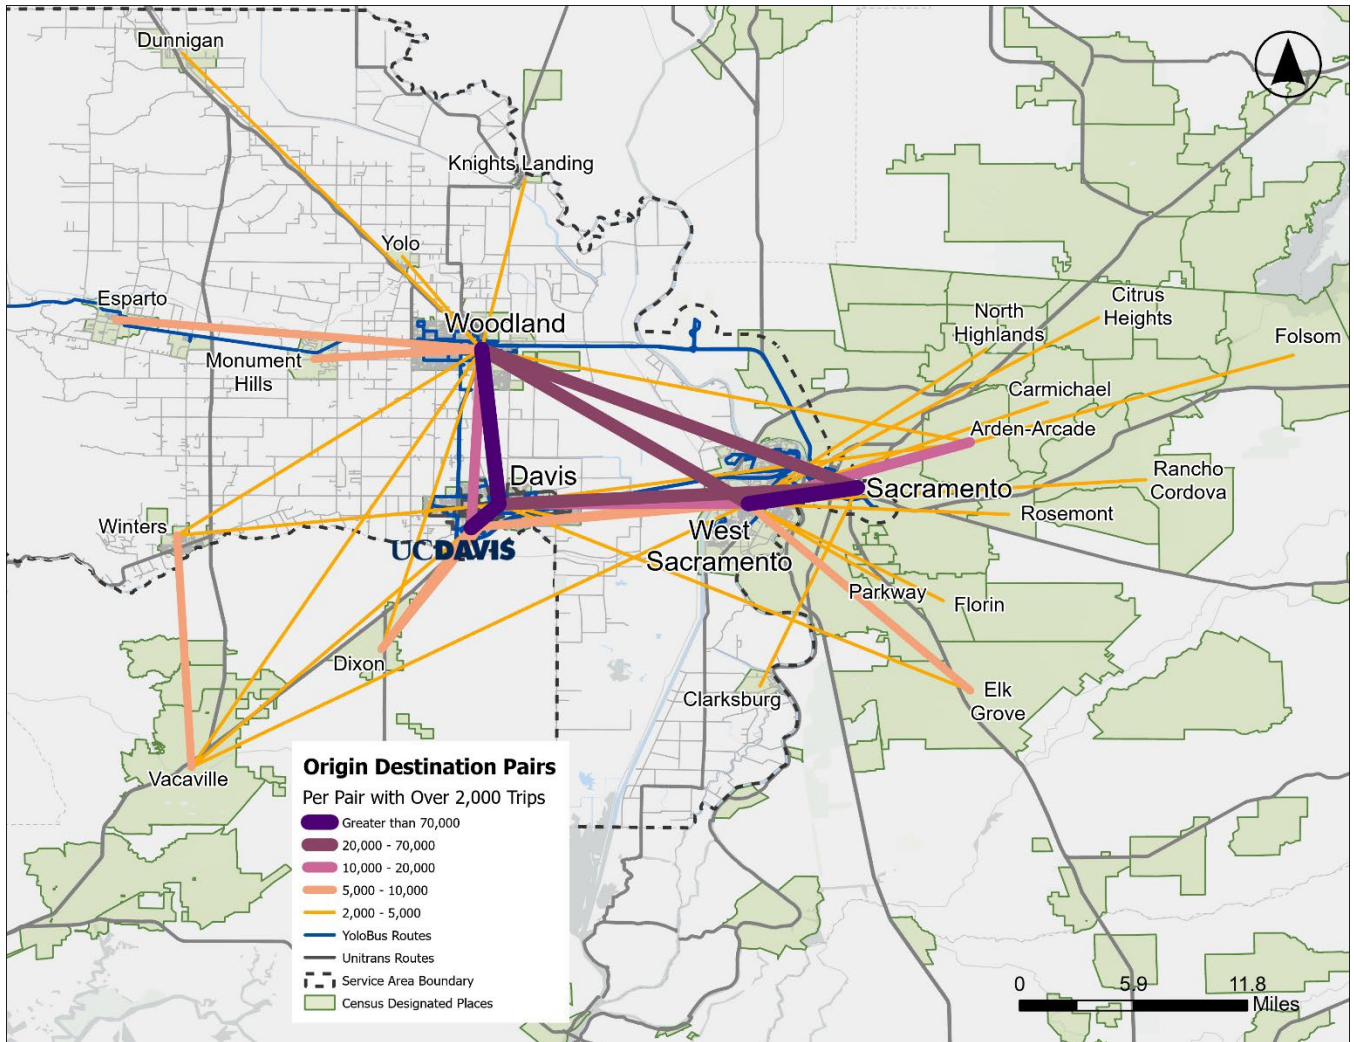 Dunnigan
Knights Landing
Yolo
Esparto
Woodland
Monument
Hills
North
Highlands
Citrus
Heights
Folsom
Carmichael
Arden-Arcade
Davis
Rancho
Cordova
Sacramento
Rosemont
Winters
UCDAVIS
West
Sacramento
Parkway
Florin
Dixon
Clarksburg
Elk
Grove
Vacaville
Origin Destination Pairs
Per Pair with Over 2,000 Trips
Greater than 70,000
20,000 - 70,000
10,000 - 20,000
5,000 - 10,000
2,000 - 5,000
YoloBus Routes
Unitrans Routes
Service Area Boundary
Census Designated Places
0 5.9 11.8
Miles